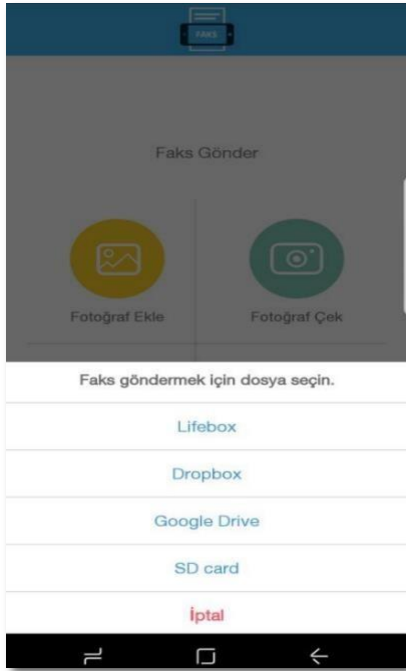 FAKS
Faks Gönder
Fotoğraf Ekle
Fotoğraf Çek
Faks göndermek için dosya seçin.
Lifebox
Dropbox
Google Drive
SD card
İptal